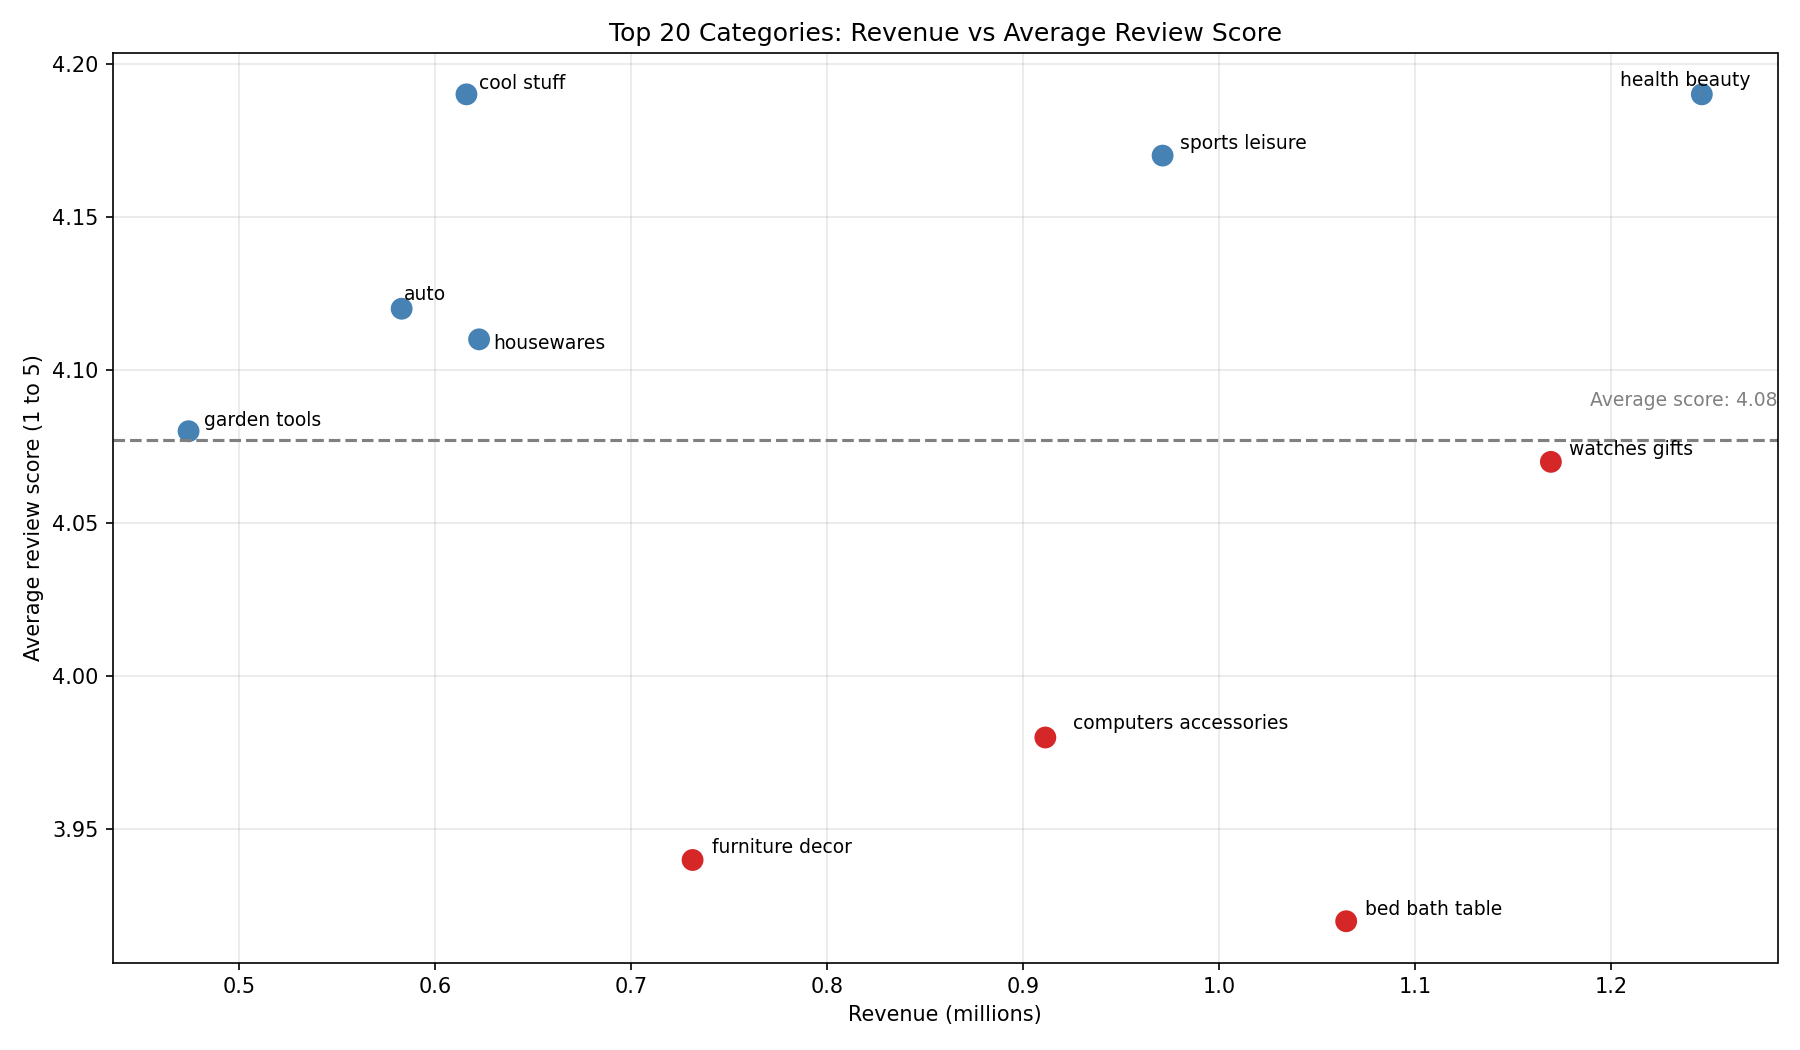 Top 20 Categories: Revenue vs Average Review Score
4.20
4.15
4.10
4.05
4.00
3.95
Average review score (1 to 5)
cool stuff
health beauty
sports leisure
auto
housewares
Average score: 4.08
garden tools
watches gifts
computers accessories
furniture decor
bed bath table
0.5
0.6
0.7
0.8
0.9
1.0
1.1
1.2
Revenue (millions)